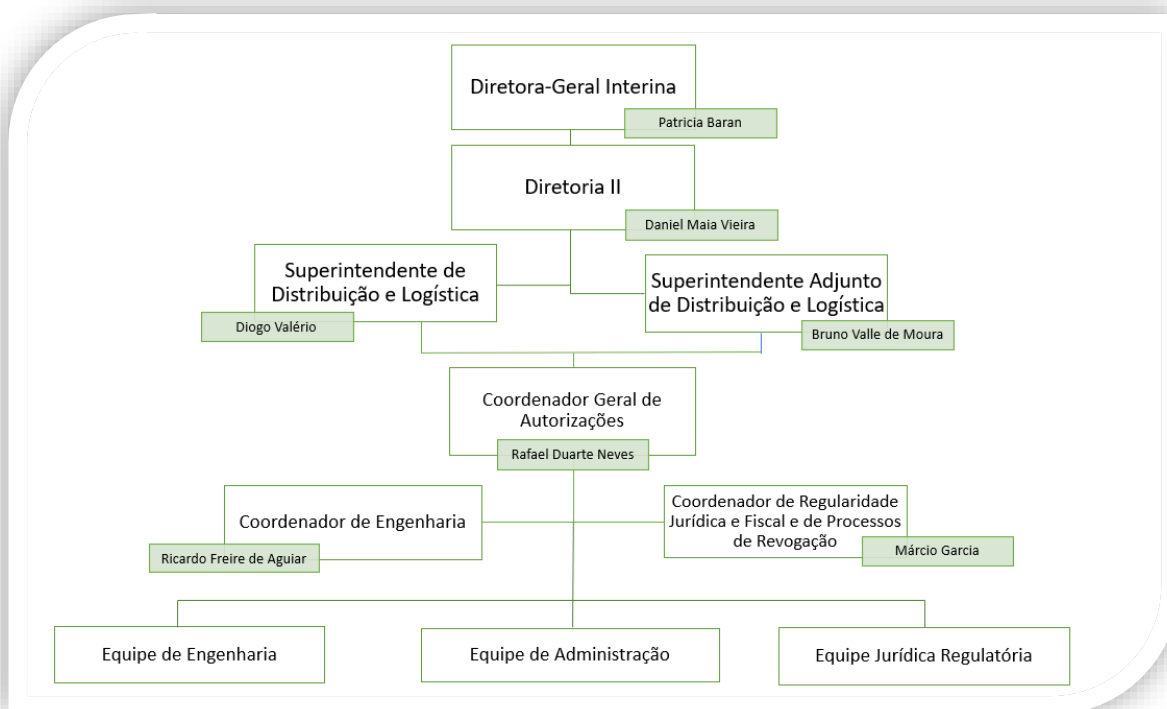 Diretora-Geral Interina
Patricia Baran
Diretoria II
Daniel Maia Vieira
Superintendente de
Distribuição e Logística
Diogo Valério
Superintendente Adjunto
de Distribuição e Logística
Bruno Valle de Moura
Coordenador Geral de
Autorizações
Rafael Duarte Neves
Coordenador de Engenharia
Ricardo Freire de Aguiar
Coordenador de Regularidade
Jurídica e Fiscal e de Processos
de Revogação
Márcio Garcia
Equipe de Engenharia
Equipe de Administração
Equipe Jurídica Regulatória